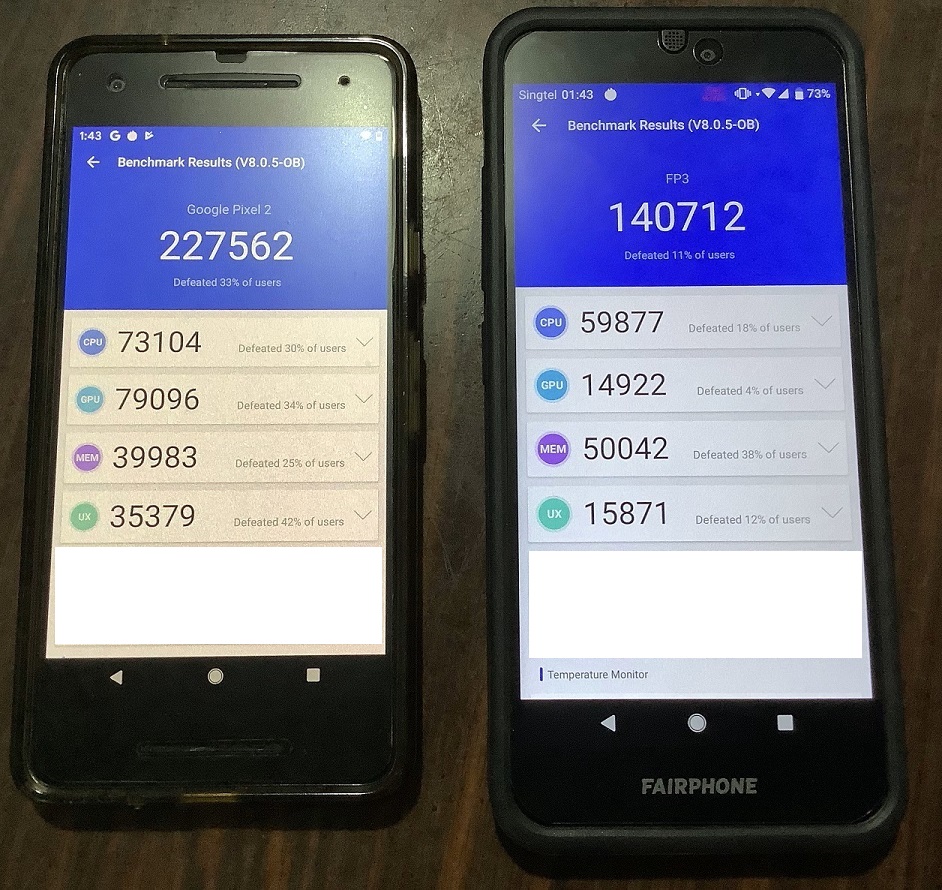 1:43 G
Benchmark Results (V8.0.5-OB)
Google Pixel 2
227562
Defeated 33% of users
CPU 73104 Defeated 30% of users
GPU 79096 Defeated 34% of users
MEM 39983 Defeated 25% of users
UX 35379 Defeated 42% of users
Singtel 01:43 73%
Benchmark Results (V8.0.5-OB)
FP3
140712
Defeated 11% of users
CPU 59877 Defeated 18% of users
GPU 14922 Defeated 4% of users
MEM 50042 Defeated 38% of users
UX 15871 Defeated 12% of users
Temperature Monitor
FAIRPHONE